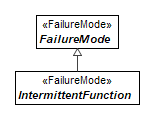 «FailureMode»
FailureMode
«FailureMode»
IntermittentFunction